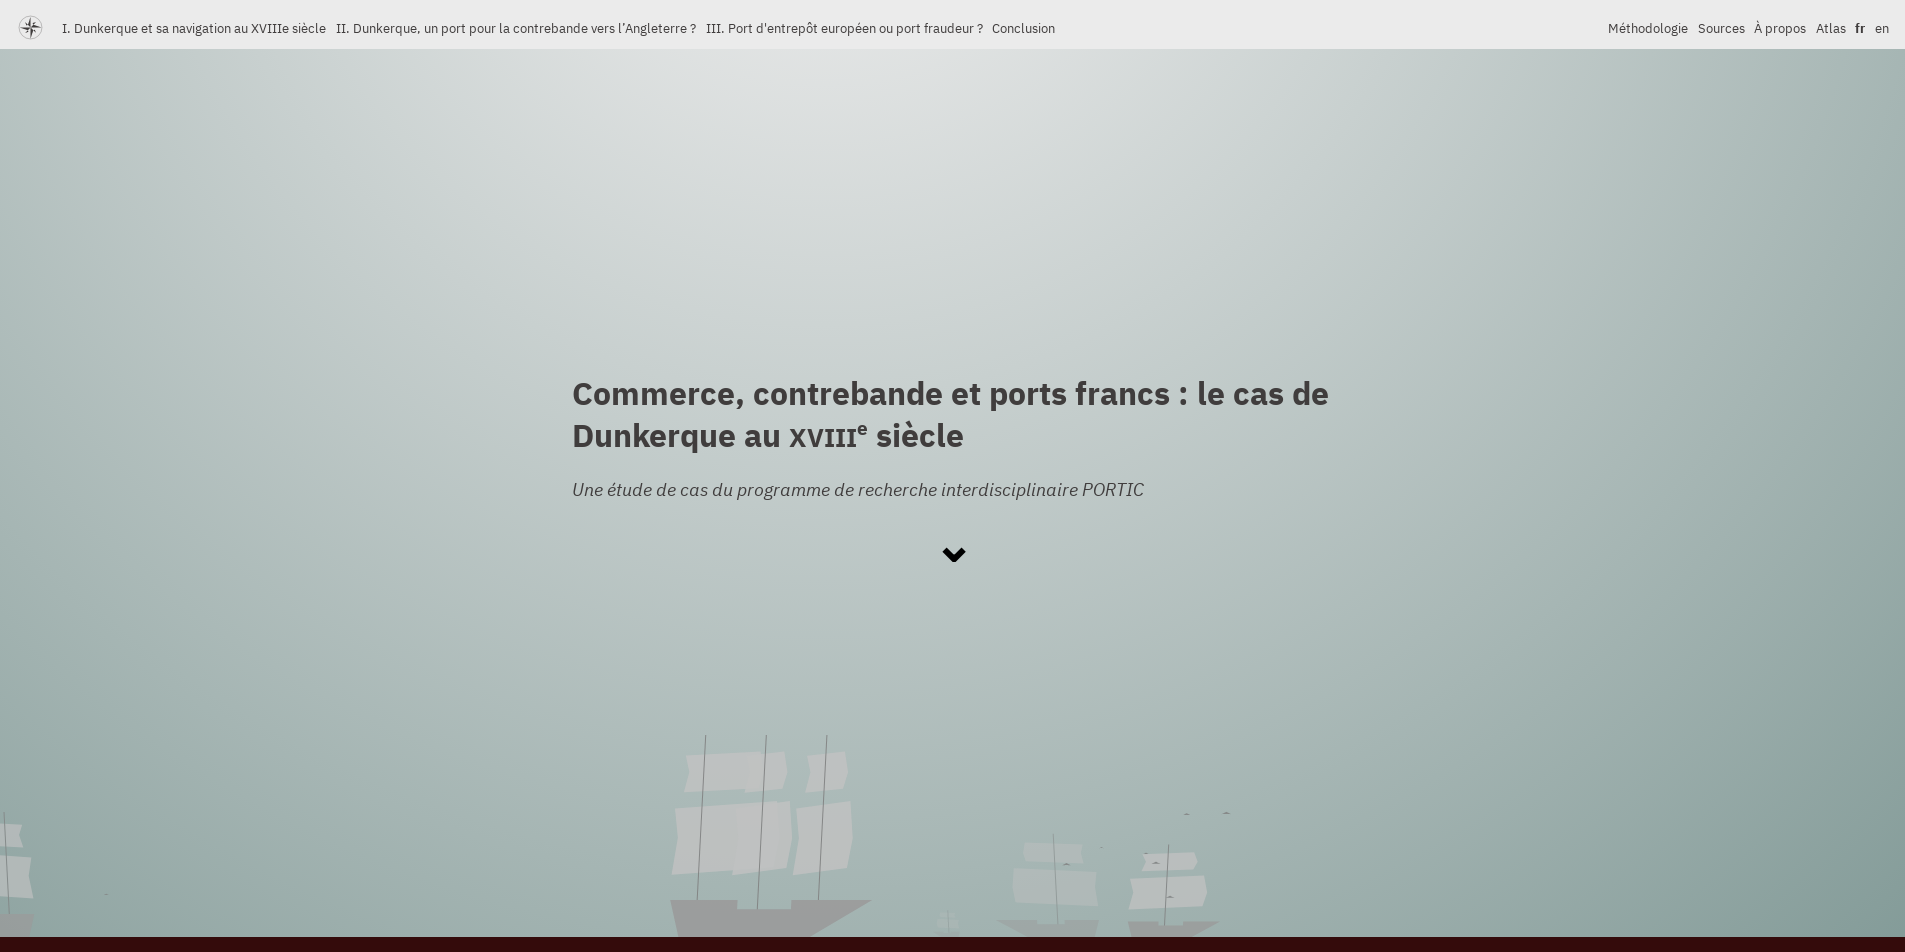 I. Dunkerque et sa navigation au XVIIIe siècle II. Dunkerque, un port pour la contrebande vers l’Angleterre ? III. Port d'entrepôt européen ou port fraudeur ? Conclusion Méthodologie Sources À propos Atlas fr en
Commerce, contrebande et ports francs : le cas de
Dunkerque au XVIIIe siècle
Une étude de cas du programme de recherche interdisciplinaire PORTIC